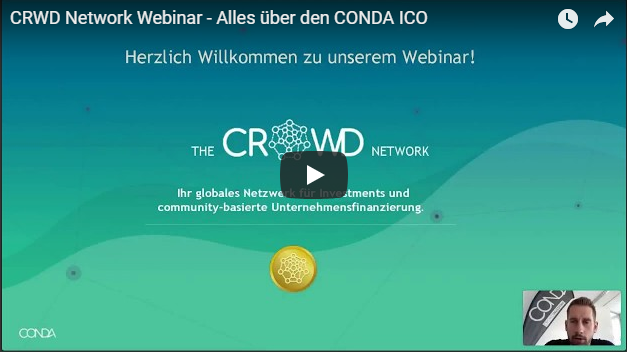 CRWD Network Webinar - Alles über den CONDA ICO
Herzlich Willkommen zu unserem Webinar!
THE CROWD NETWORK
Ihr globales Netzwerk für Investments und
community-basierte Unternehmensfinanzierung.
CONDA
CONDA